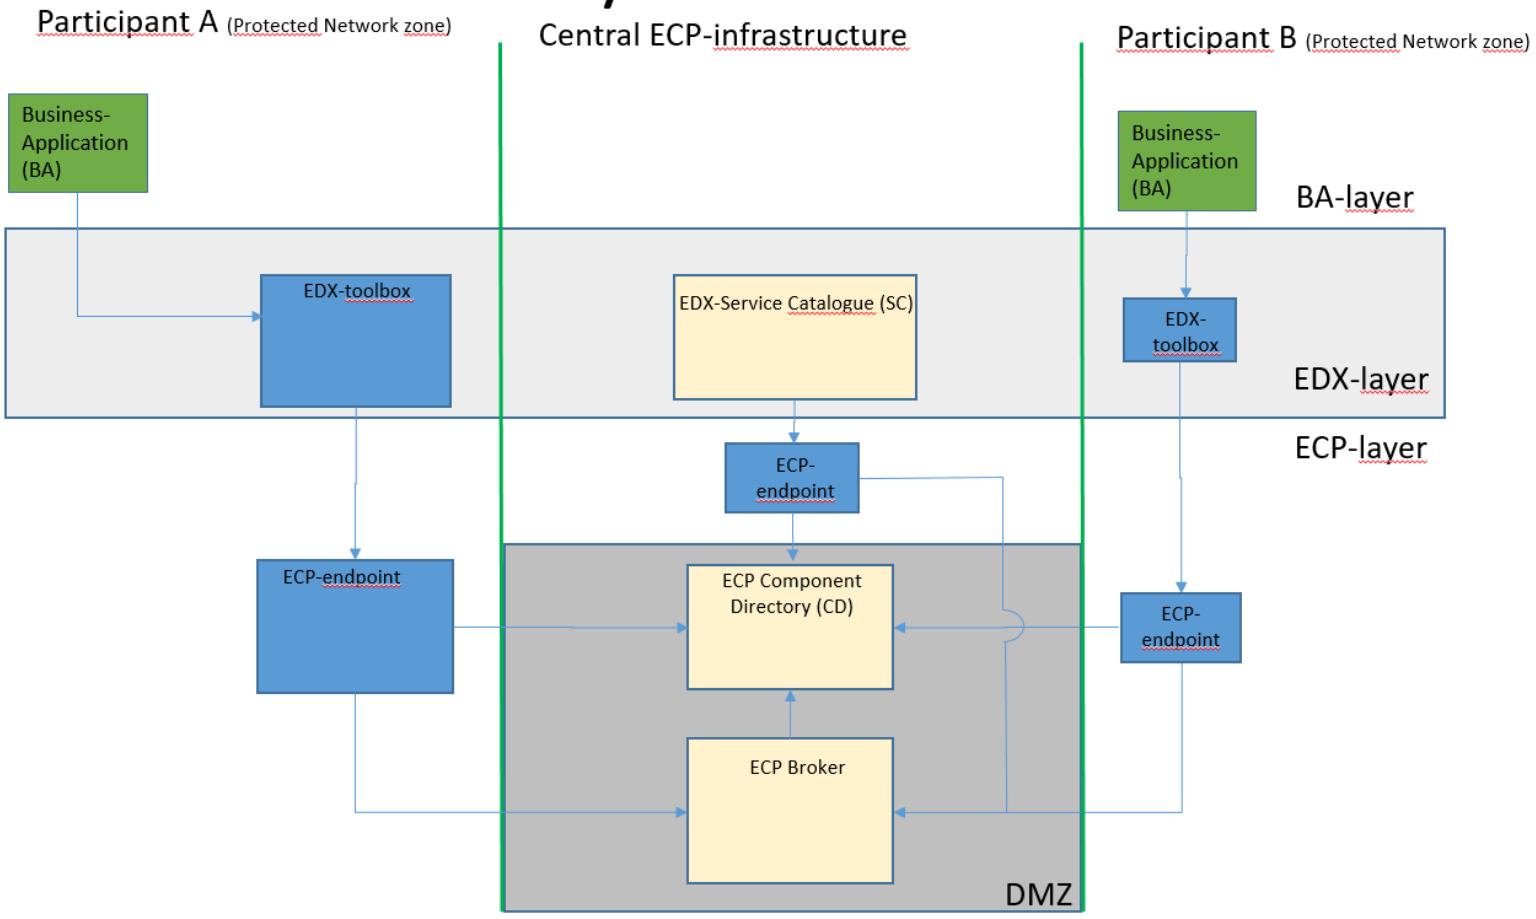 Participant A (Protected Network zone)
Central ECP-infrastructure
Participant B (Protected Network zone)
Business-
Application
(BA)
Business-
Application
(BA)
BA-layer
EDX-toolbox
EDX-Service Catalogue (SC)
EDX-
toolbox
EDX-layer
ECP-layer
ECP-
endpoint
ECP-endpoint
ECP Component
Directory (CD)
ECP-
endpoint
ECP Broker
DMZ